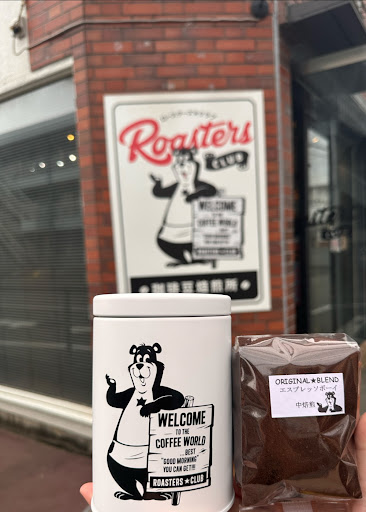 Roasters
CLUB
WELCOME
TO THE
COFFEE WORLD
ROASTERS★CLUB
珈琲豆焙煎所
WELCOME
TO THE
COFFEE WORLD
...BEST
"GOOD MORNING"
YOU CAN GET!!!
ROASTERS★CLUB
ORIGINAL★BLEND
エスプレッソボーイ
中焙煎